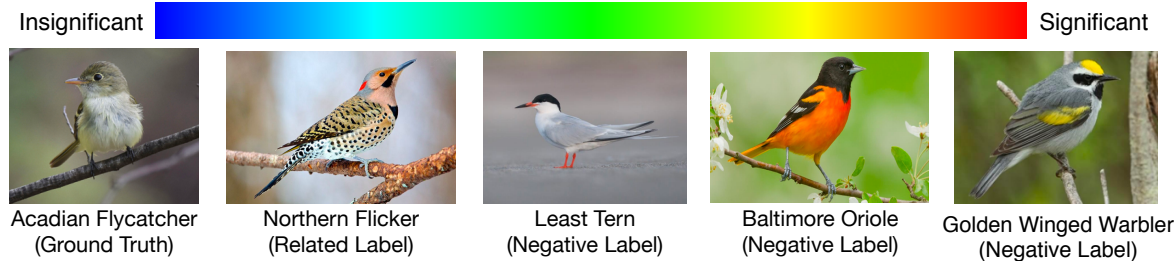 Insignificant
Significant
Acadian Flycatcher
(Ground Truth)
Northern Flicker
(Related Label)
Least Tern
(Negative Label)
Baltimore Oriole
(Negative Label)
Golden Winged Warbler
(Negative Label)